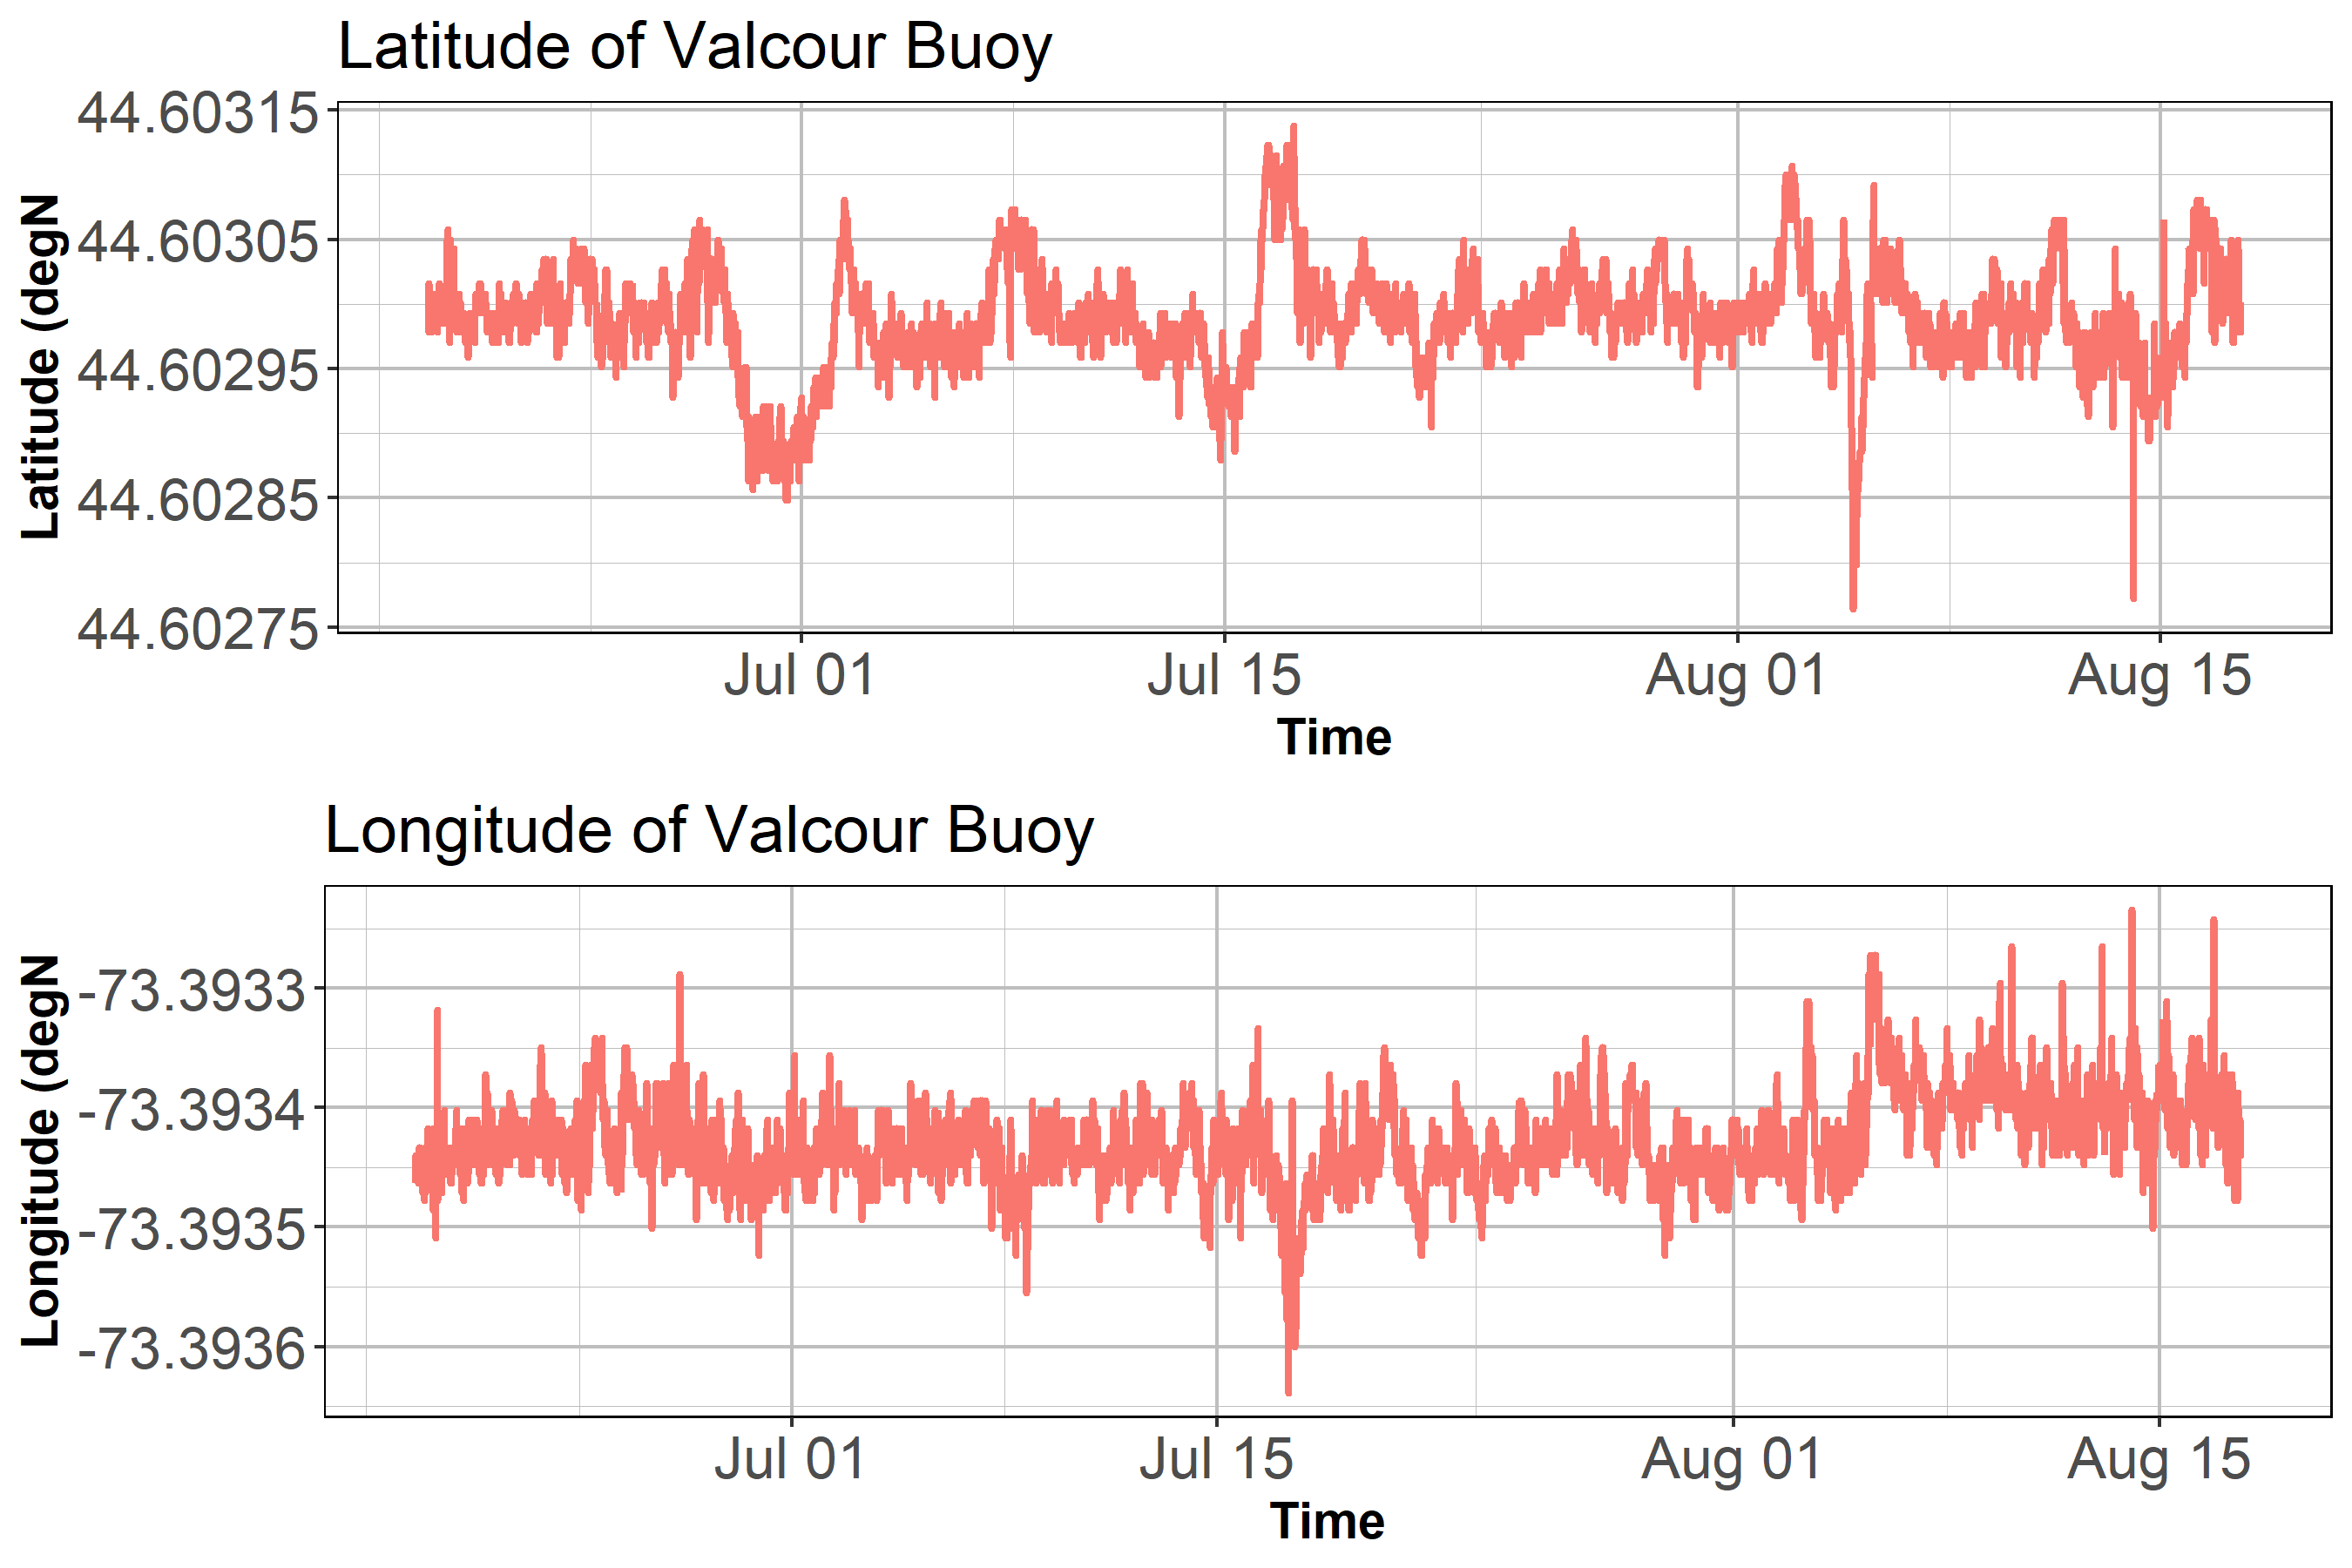 Latitude of Valcour Buoy
44.60315
44.60305
44.60295
44.60285
44.60275
Latitude (degN
Jul 01 Jul 15 Aug 01 Aug 15
Time
Longitude of Valcour Buoy
-73.3933
-73.3934
-73.3935
-73.3936
Longitude (degN
Jul 01 Jul 15 Aug 01 Aug 15
Time